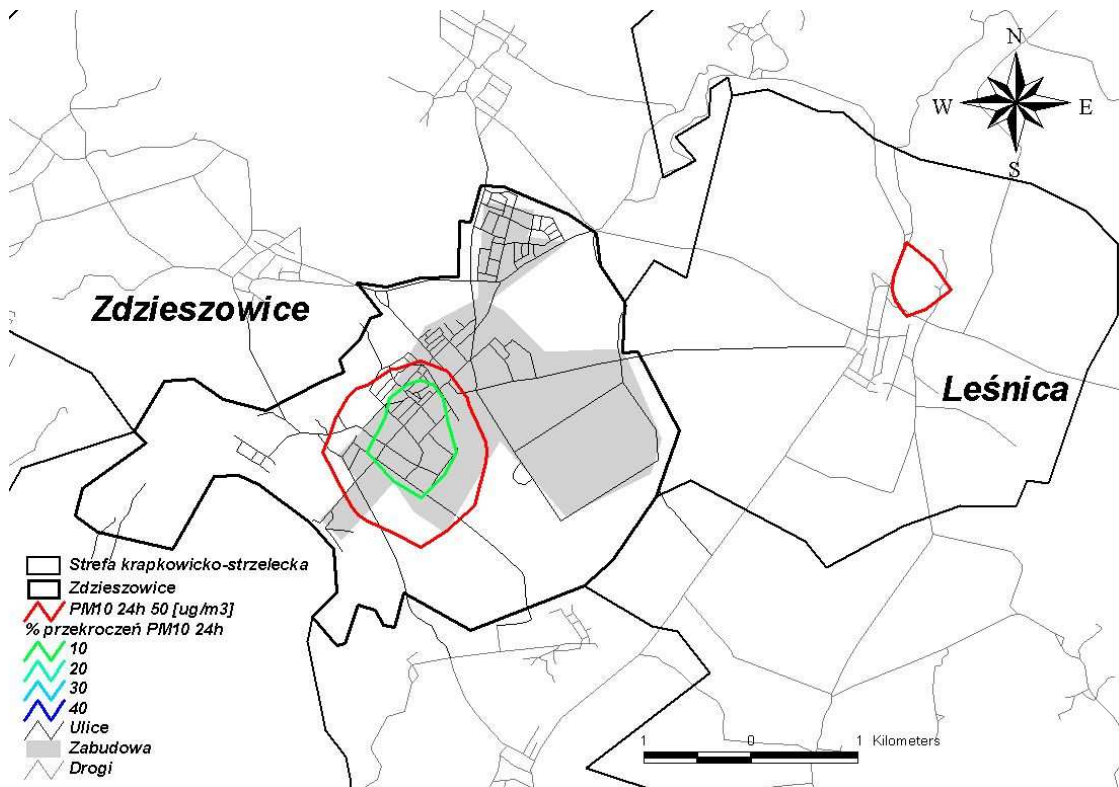 N
W E
S
Zdzieszowice
Leśnica
Strefa krapkowicko-strzelecka
Zdzieszowice
PM10 24h 50 [ug/m3]
% przekroczeń PM10 24h
10
20
30
40
Ulice
Zabudowa
Drogi
1 0 1 Kilometers